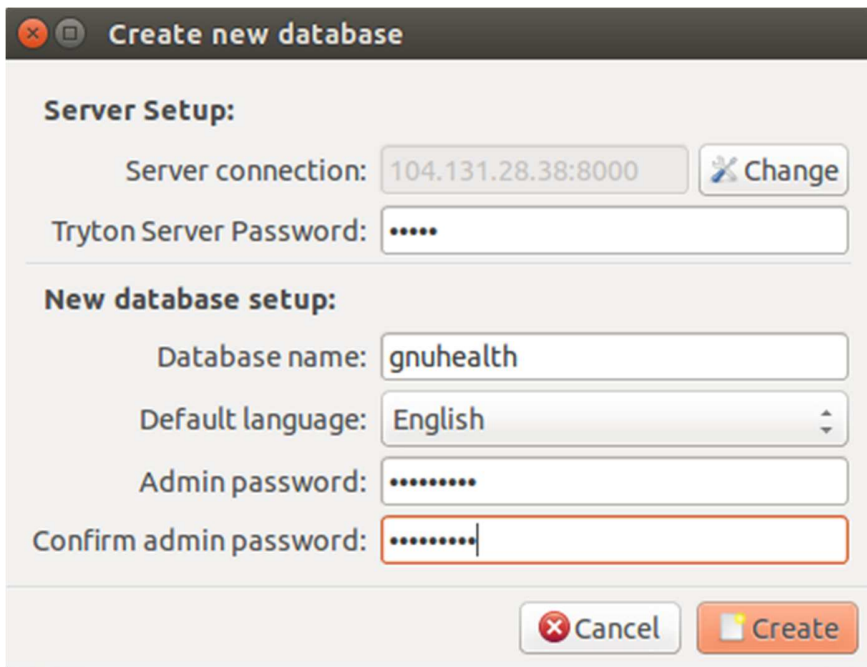 Create new database
Server Setup:
Server connection: 104.131.28.38:8000 Change
Tryton Server Password: •••••
New database setup:
Database name: gnuhealth
Default language: English
Admin password: •••••••••
Confirm admin password: •••••••••
Cancel Create